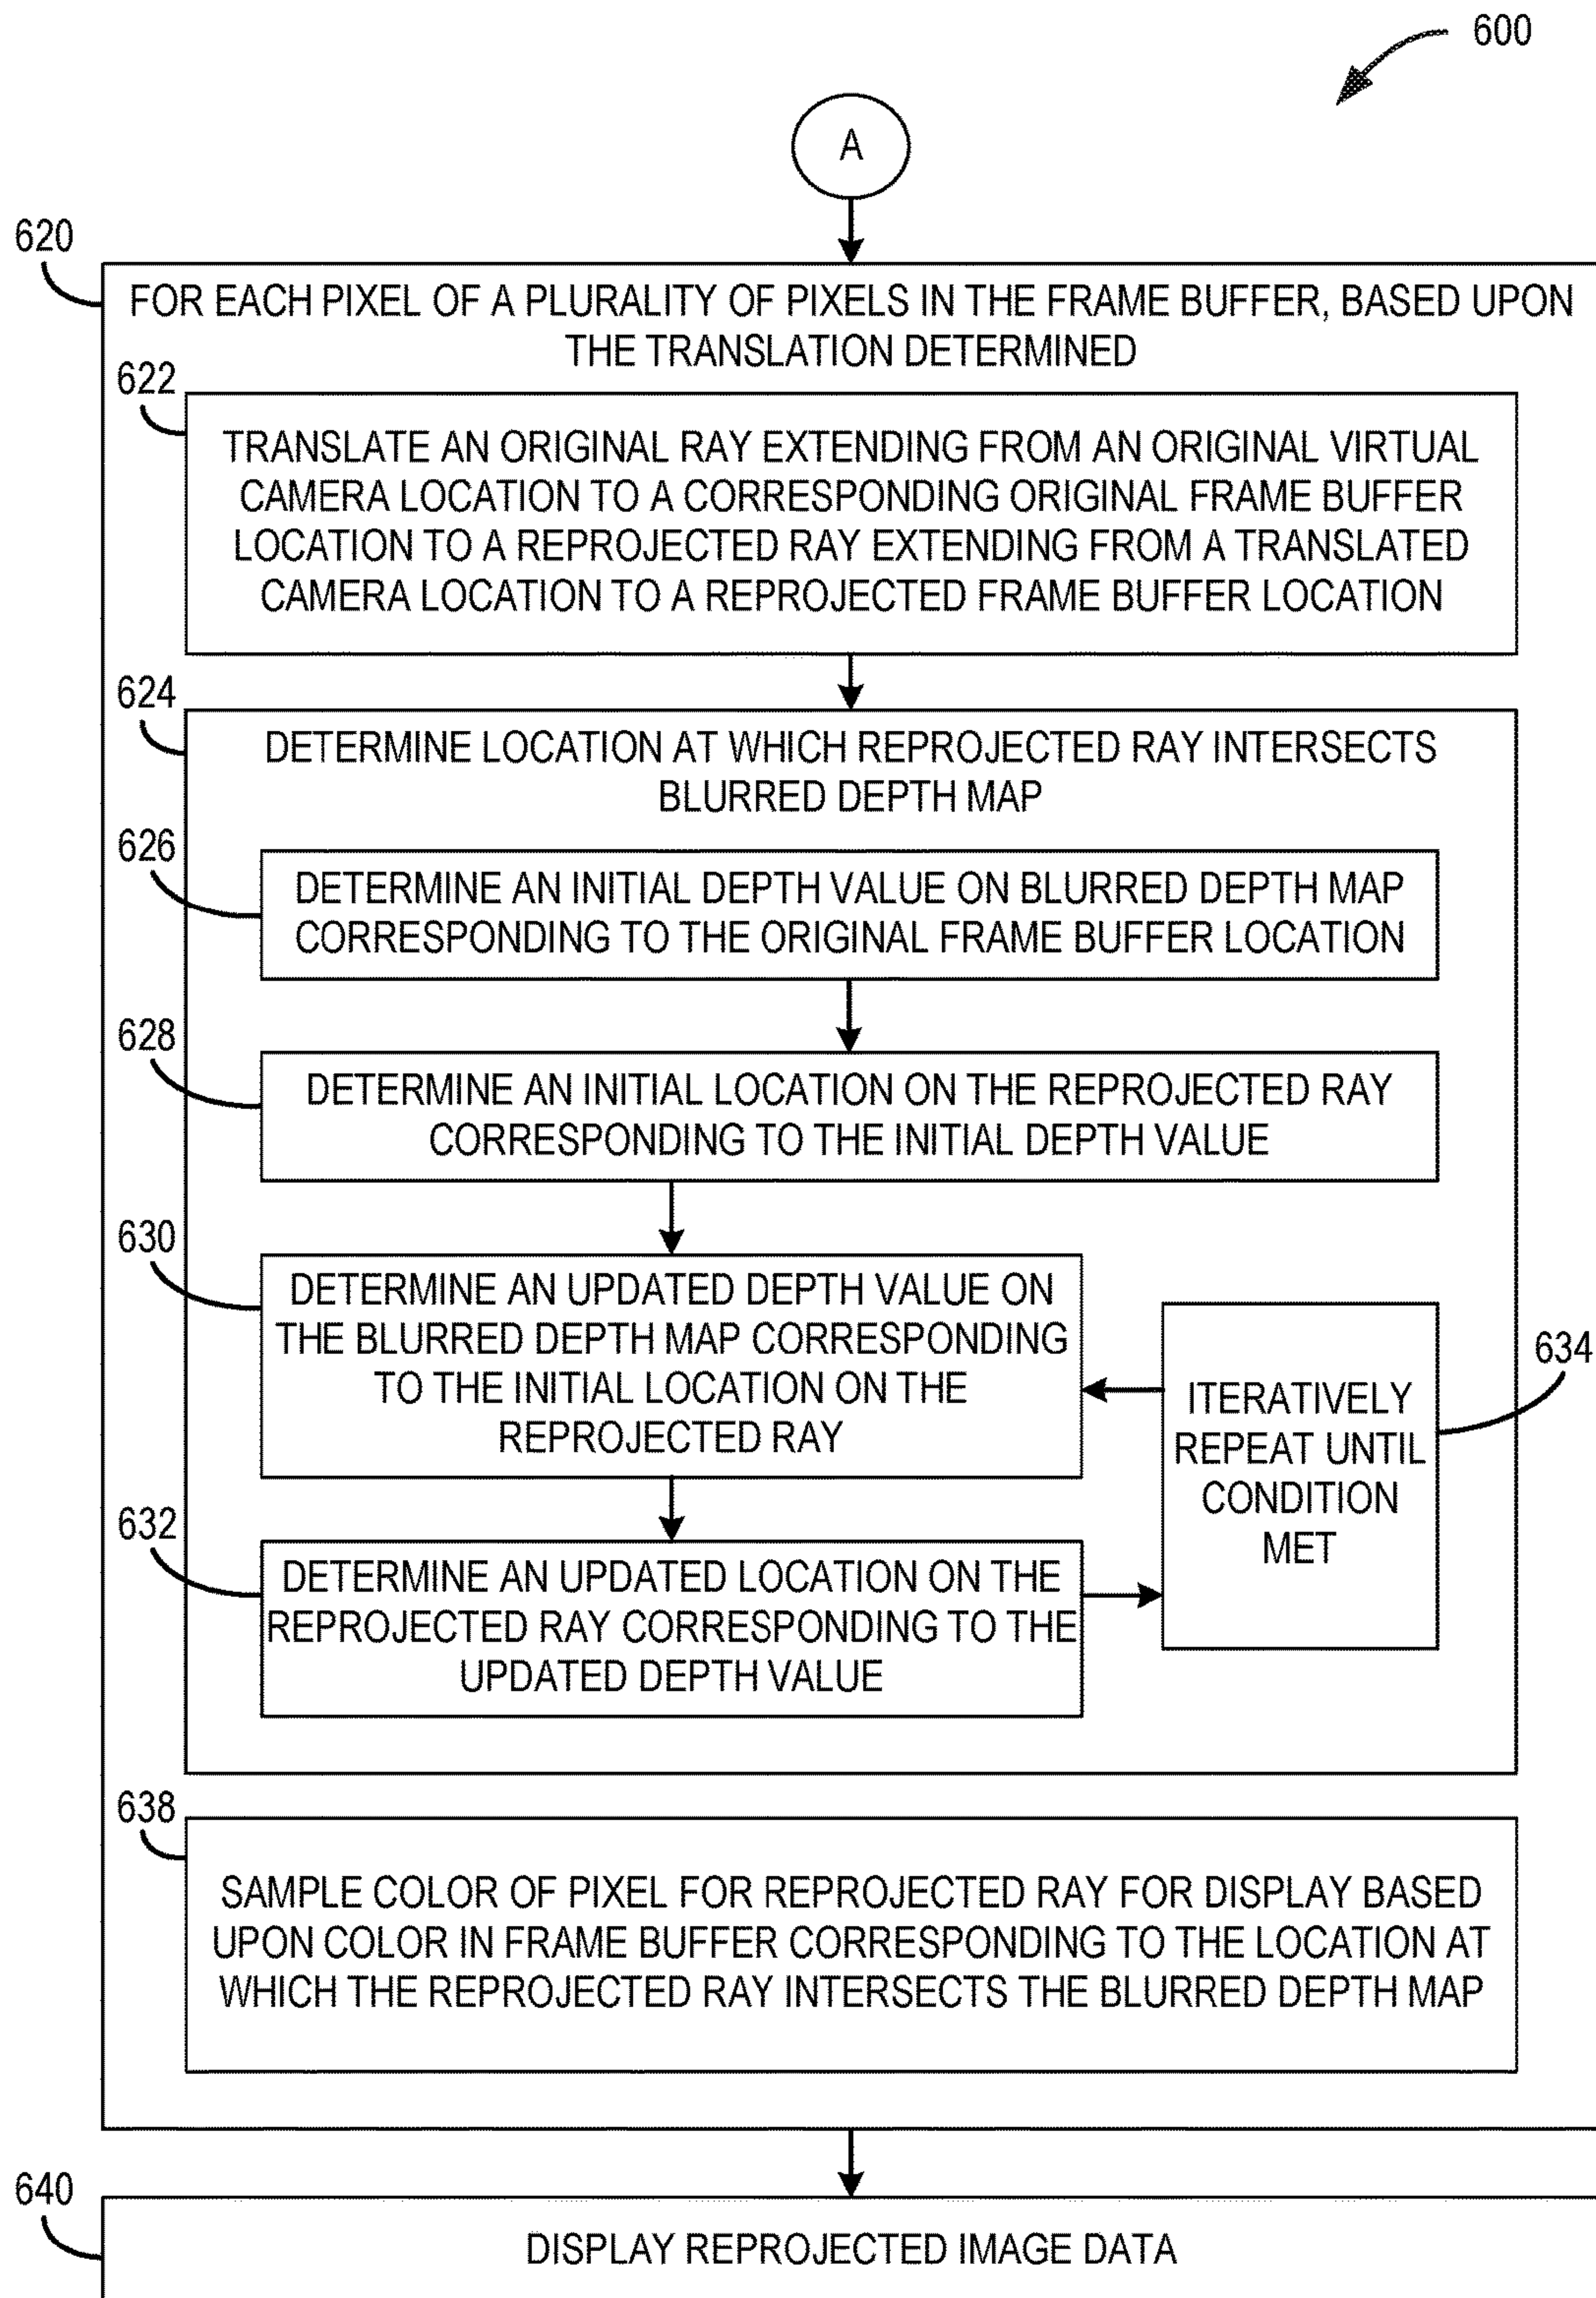 600
A
620
FOR EACH PIXEL OF A PLURALITY OF PIXELS IN THE FRAME BUFFER, BASED UPON
THE TRANSLATION DETERMINED
622
TRANSLATE AN ORIGINAL RAY EXTENDING FROM AN ORIGINAL VIRTUAL
CAMERA LOCATION TO A CORRESPONDING ORIGINAL FRAME BUFFER
LOCATION TO A REPROJECTED RAY EXTENDING FROM A TRANSLATED
CAMERA LOCATION TO A REPROJECTED FRAME BUFFER LOCATION
624
DETERMINE LOCATION AT WHICH REPROJECTED RAY INTERSECTS
BLURRED DEPTH MAP
626
DETERMINE AN INITIAL DEPTH VALUE ON BLURRED DEPTH MAP
CORRESPONDING TO THE ORIGINAL FRAME BUFFER LOCATION
628
DETERMINE AN INITIAL LOCATION ON THE REPROJECTED RAY
CORRESPONDING TO THE INITIAL DEPTH VALUE
630
DETERMINE AN UPDATED DEPTH VALUE ON
THE BLURRED DEPTH MAP CORRESPONDING
TO THE INITIAL LOCATION ON THE
REPROJECTED RAY
634
ITERATIVELY
REPEAT UNTIL
CONDITION
MET
632
DETERMINE AN UPDATED LOCATION ON THE
REPROJECTED RAY CORRESPONDING TO THE
UPDATED DEPTH VALUE
638
SAMPLE COLOR OF PIXEL FOR REPROJECTED RAY FOR DISPLAY BASED
UPON COLOR IN FRAME BUFFER CORRESPONDING TO THE LOCATION AT
WHICH THE REPROJECTED RAY INTERSECTS THE BLURRED DEPTH MAP
640
DISPLAY REPROJECTED IMAGE DATA